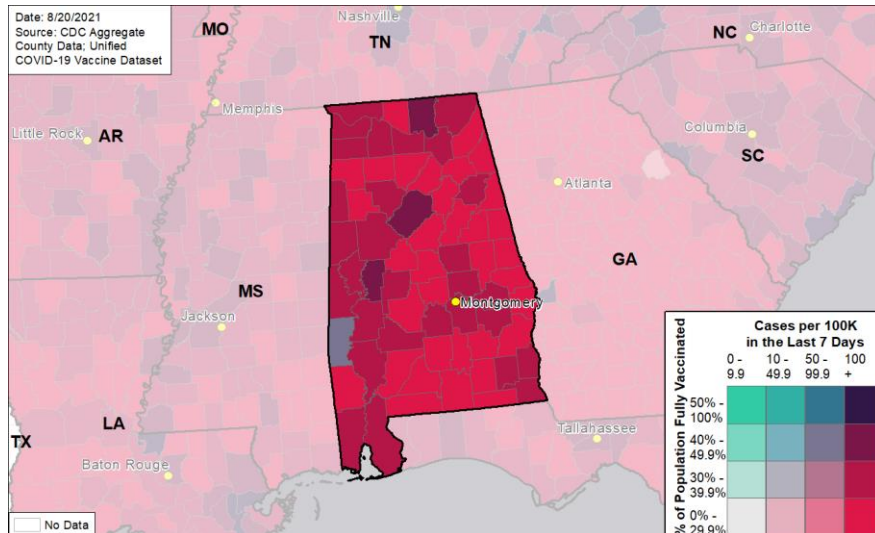 Date: 8/20/2021
Source: CDC Aggregate
County Data; Unified
COVID-19 Vaccine Dataset
Nashville
MO
TN
NC
Charlotte
Memphis
Little Rock
AR
Columbia
SC
Atlanta
GA
MS
Montgomery
Jackson
LA
TX
Baton Rouge
Tallahassee
No Data
Cases per 100K
in the Last 7 Days
0 -
9.9
10 -
49.9
50 -
99.9
100
+
% of Population Fully Vaccinated
50% -
100%
40% -
49.9%
30% -
39.9%
0% -
29.9%